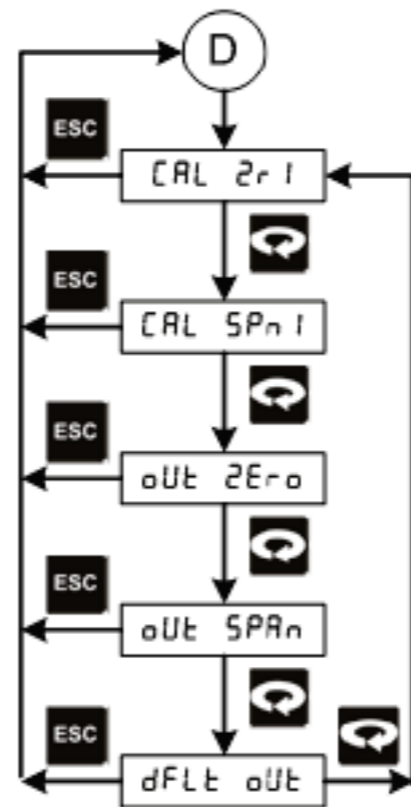 D
ESC
CAL 2r1
ESC
CAL SPn1
ESC
oUt 2Ero
ESC
oUt SPAn
ESC
dFLt oUt